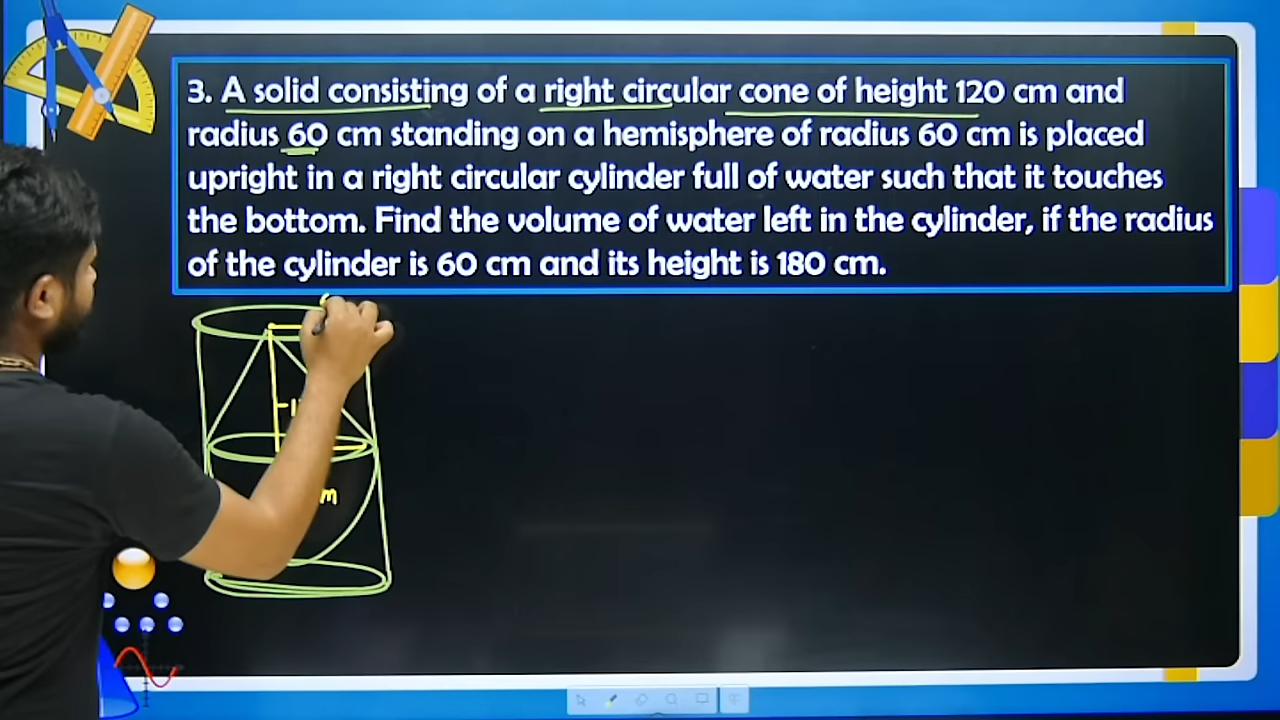 3. A solid consisting of a right circular cone of height 120 cm and
radius 60 cm standing on a hemisphere of radius 60 cm is placed
upright in a right circular cylinder full of water such that it touches
the bottom. Find the volume of water left in the cylinder, if the radius
of the cylinder is 60 cm and its height is 180 cm.